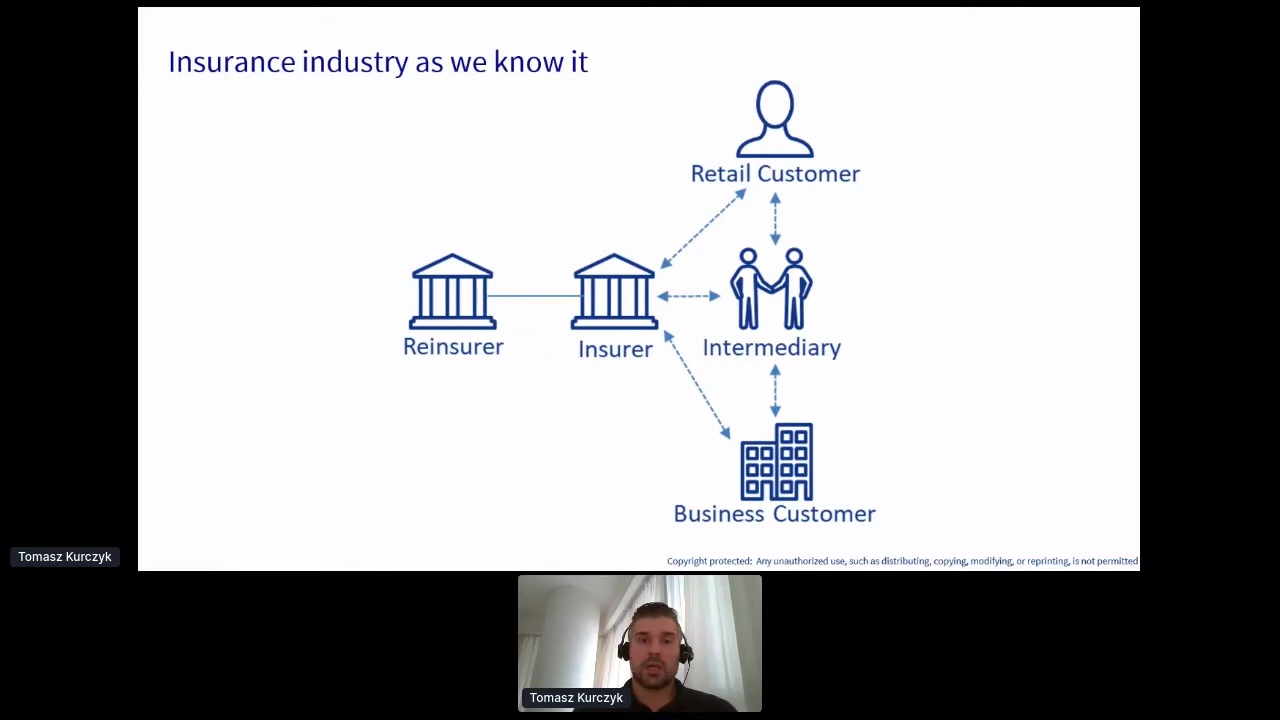 Insurance industry as we know it
Retail Customer
Reinsurer
Insurer
Intermediary
Business Customer
Copyright protected: Any unauthorized use, such as distributing, copying, modifying, or reprinting, is not permitted
Tomasz Kurczyk
Tomasz Kurczyk